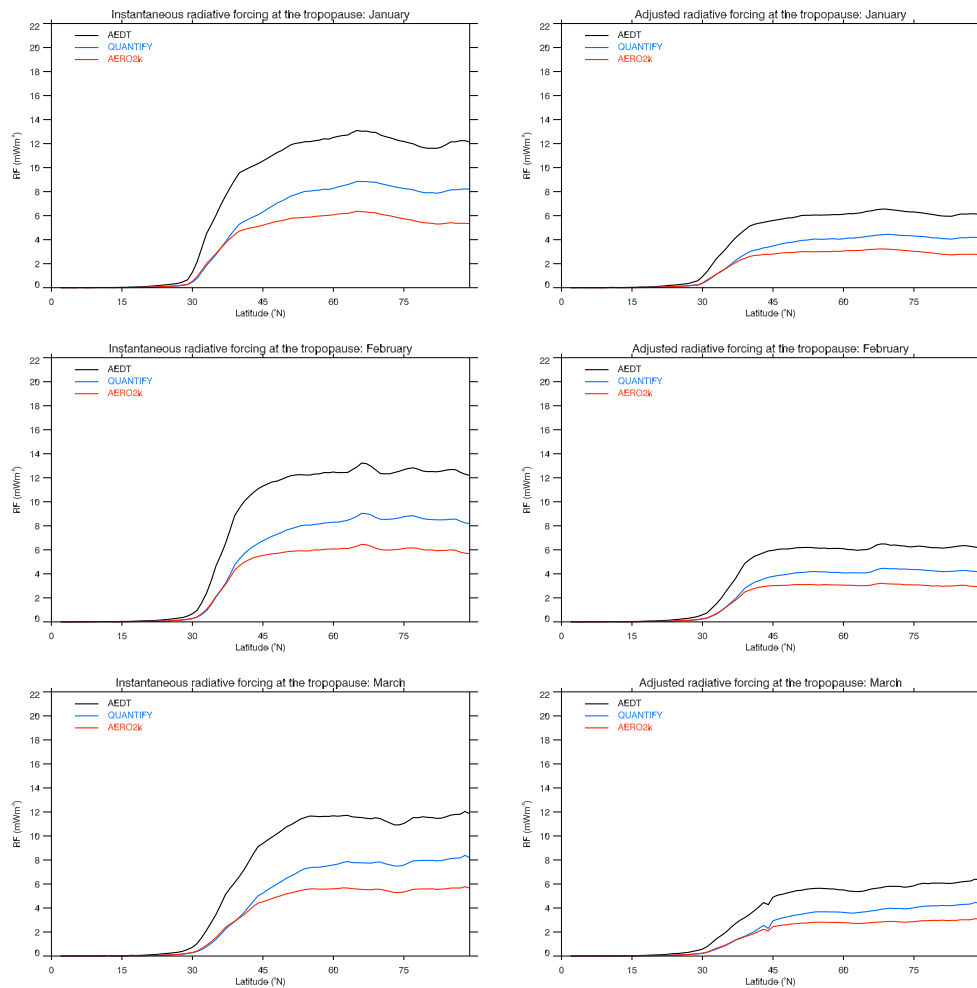 Instantaneous radiative forcing at the tropopause: January
22
20
18
16
14
12
10
8
6
4
2
0
RF (mWm⁻²)
AEDT
QUANTIFY
AERO2k
0 15 30 45 60 75
Latitude (°N)
Adjusted radiative forcing at the tropopause: January
22
20
18
16
14
12
10
8
6
4
2
0
RF (mWm⁻²)
AEDT
QUANTIFY
AERO2k
0 15 30 45 60 75
Latitude (°N)
Instantaneous radiative forcing at the tropopause: February
22
20
18
16
14
12
10
8
6
4
2
0
RF (mWm⁻²)
AEDT
QUANTIFY
AERO2k
0 15 30 45 60 75
Latitude (°N)
Adjusted radiative forcing at the tropopause: February
22
20
18
16
14
12
10
8
6
4
2
0
RF (mWm⁻²)
AEDT
QUANTIFY
AERO2k
0 15 30 45 60 75
Latitude (°N)
Instantaneous radiative forcing at the tropopause: March
22
20
18
16
14
12
10
8
6
4
2
0
RF (mWm⁻²)
AEDT
QUANTIFY
AERO2k
0 15 30 45 60 75
Latitude (°N)
Adjusted radiative forcing at the tropopause: March
22
20
18
16
14
12
10
8
6
4
2
0
RF (mWm⁻²)
AEDT
QUANTIFY
AERO2k
0 15 30 45 60 75
Latitude (°N)